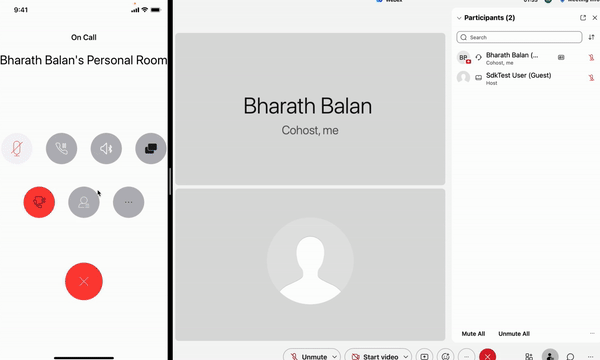 9:41
On Call
Bharath Balan's Personal Room
Bharath Balan
Cohost, me
Participants (2)
Search
BP
Bharath Balan (...
Cohost, me
SdkTest User (Guest)
Host
Mute All
Unmute All
Unmute
Start video